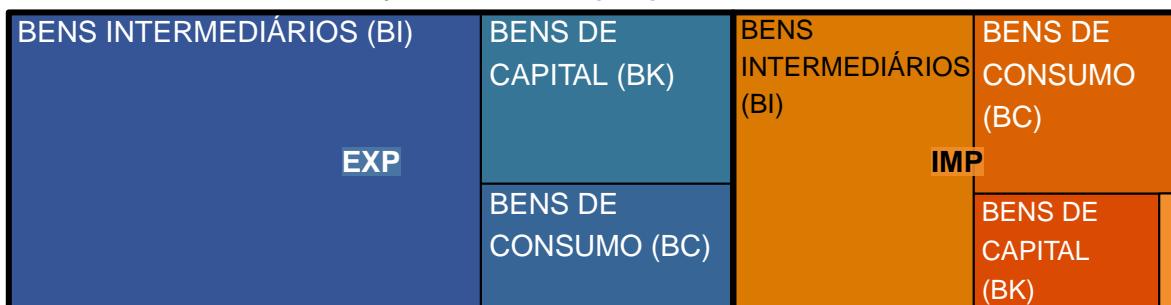 BENS INTERMEDIÁRIOS (BI)
BENS DE
CAPITAL (BK)
BENS DE
CONSUMO (BC)
EXP
BENS
INTERMEDIÁRIOS
(BI)
BENS DE
CONSUMO
(BC)
IMP
BENS DE
CAPITAL
(BK)